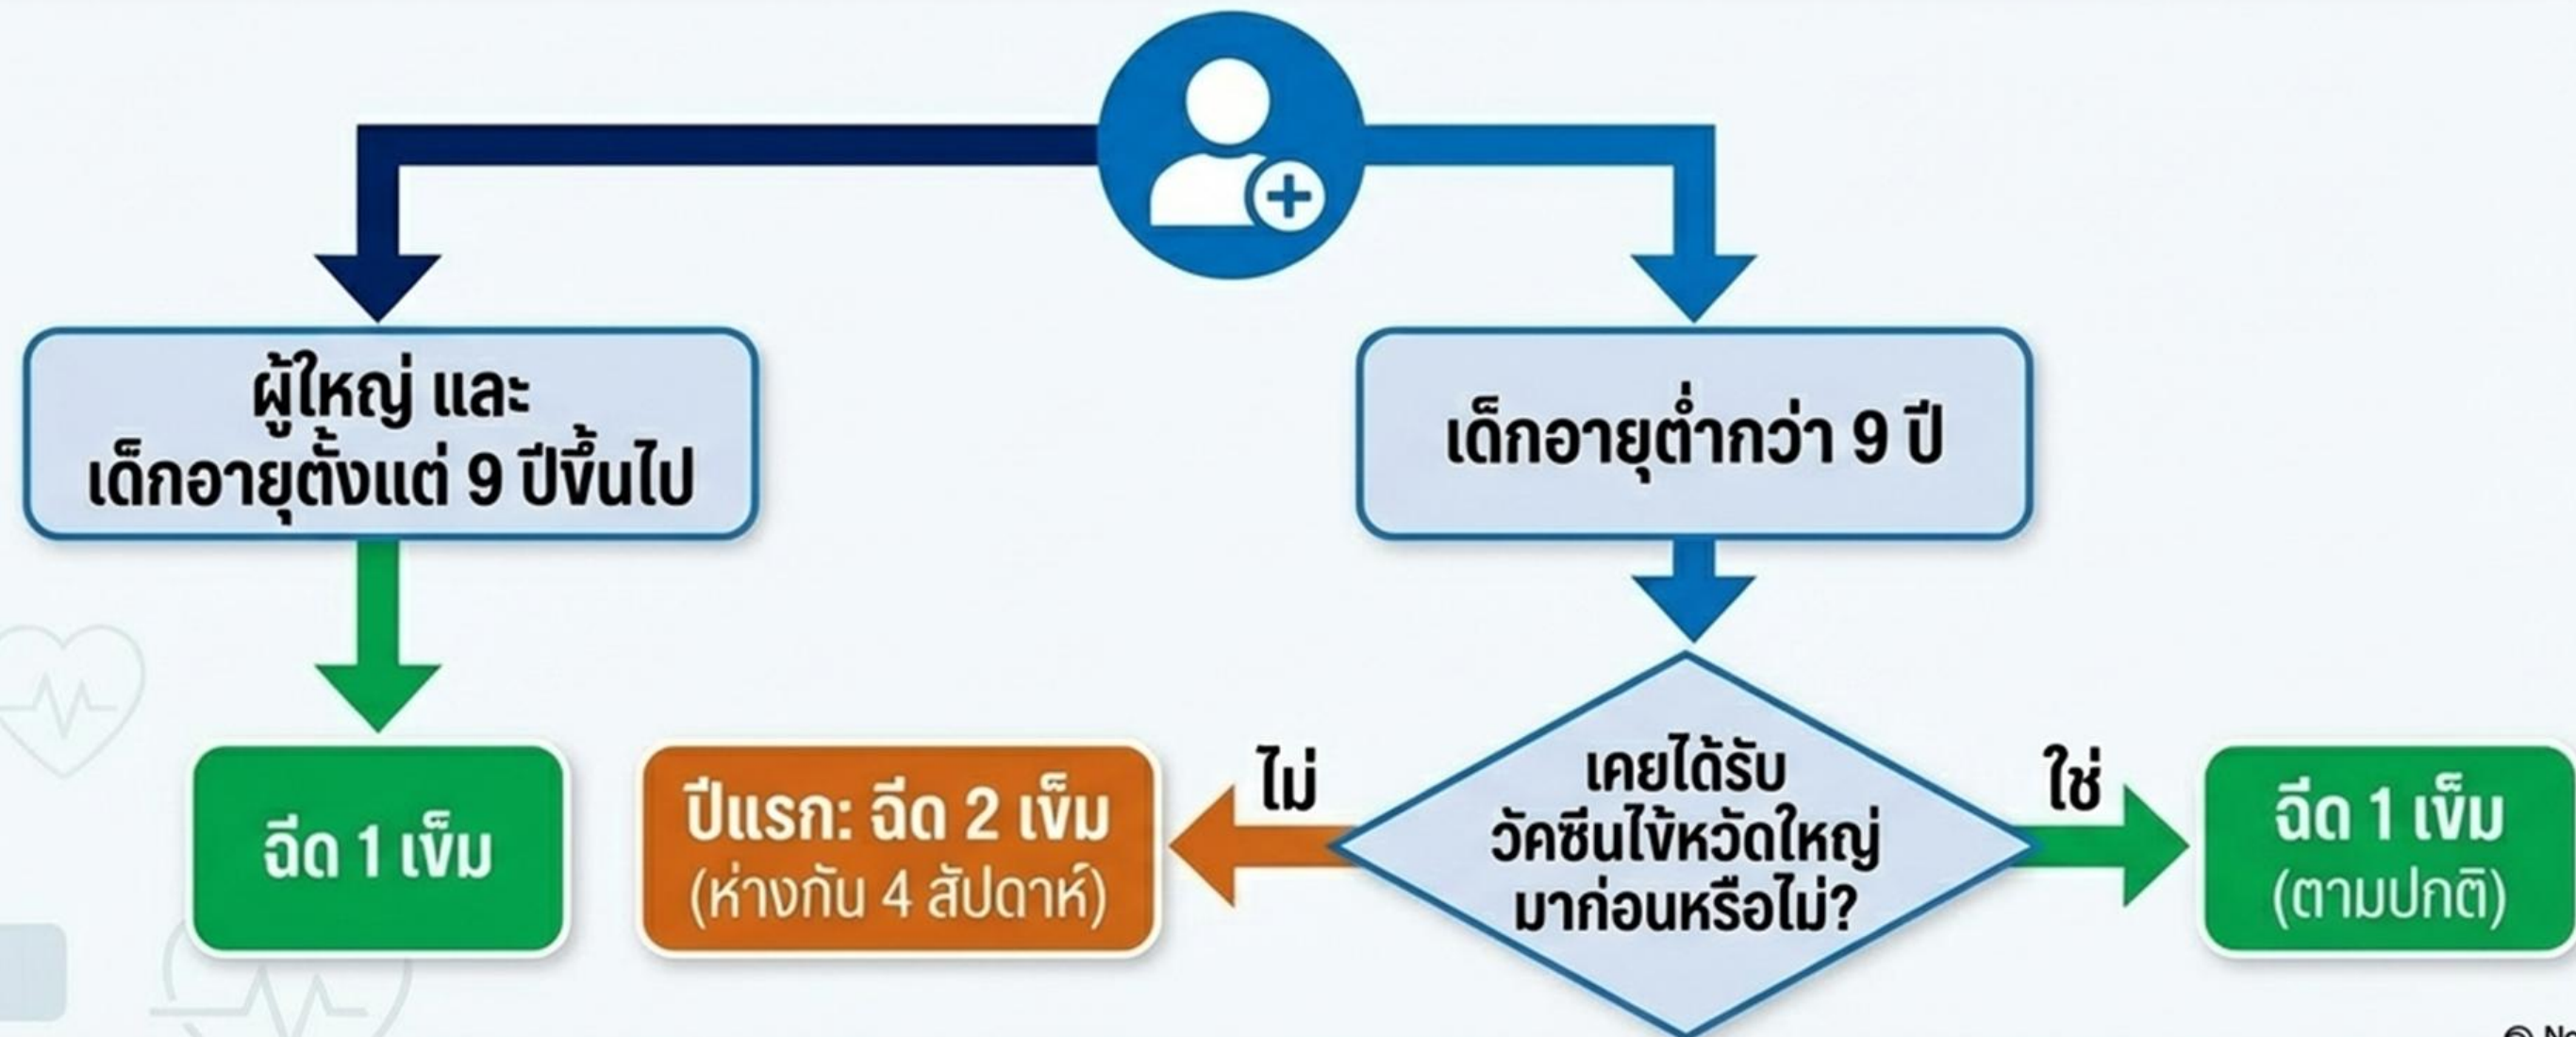 ผู้ใหญ่ และ
เด็กอายุตั้งแต่ 9 ปีขึ้นไป
ฉีด 1 เข็ม
เด็กอายุต่ำกว่า 9 ปี
เคยได้รับ
วัคซีนไข้หวัดใหญ่
มาก่อนหรือไม่?
ไม่
ปีแรก: ฉีด 2 เข็ม
(ห่างกัน 4 สัปดาห์)
ใช่
ฉีด 1 เข็ม
(ตามปกติ)